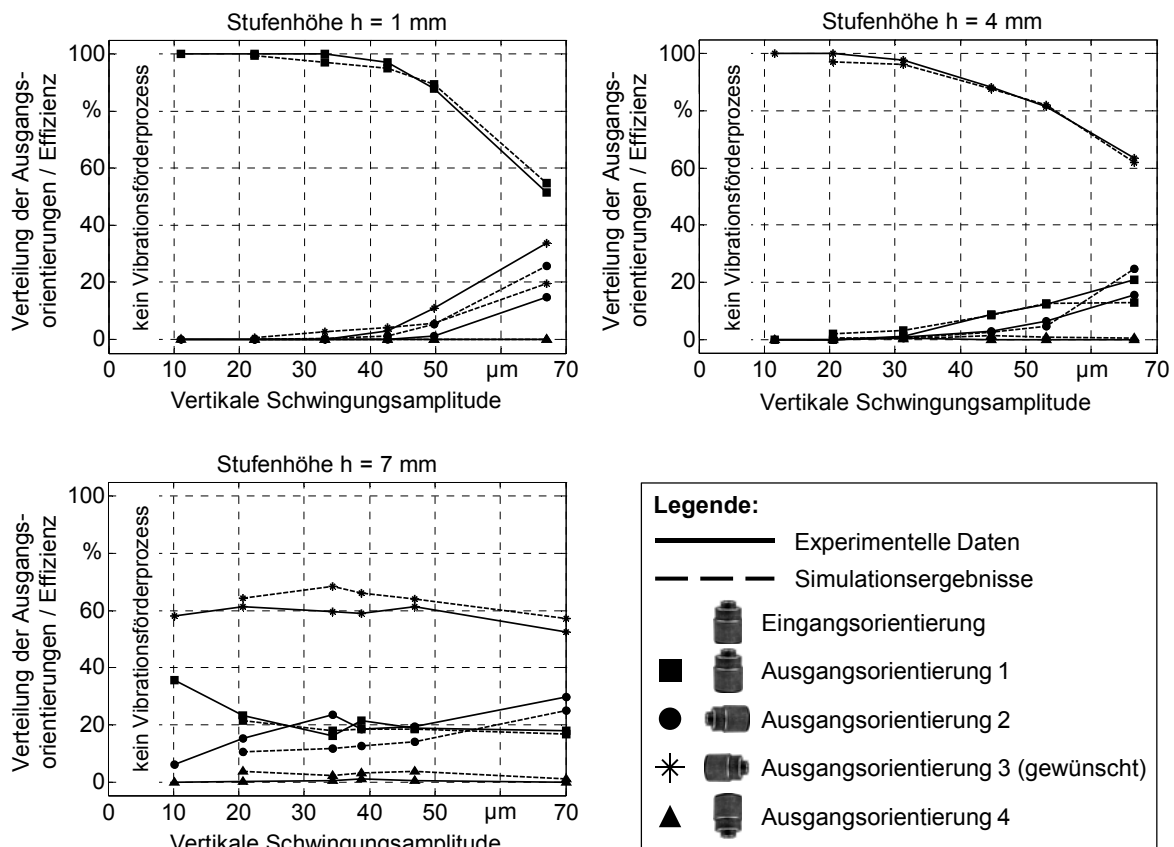 Stufenhöhe h = 1 mm
Verteilung der Ausgangs-
orientierungen / Effizienz
100
%
60
40
20
0
kein Vibrationsförderprozess
0 10 20 30 40 50 µm 70
Vertikale Schwingungsamplitude
Stufenhöhe h = 4 mm
Verteilung der Ausgangs-
orientierungen / Effizienz
100
%
60
40
20
0
kein Vibrationsförderprozess
0 10 20 30 40 50 µm 70
Vertikale Schwingungsamplitude
Stufenhöhe h = 7 mm
Verteilung der Ausgangs-
orientierungen / Effizienz
100
%
60
40
20
0
kein Vibrationsförderprozess
0 10 20 30 40 50 µm 70
Vertikale Schwingungsamplitude
Legende:
Experimentelle Daten
Simulationsergebnisse
Eingangsorientierung
Ausgangsorientierung 1
Ausgangsorientierung 2
Ausgangsorientierung 3 (gewünscht)
Ausgangsorientierung 4